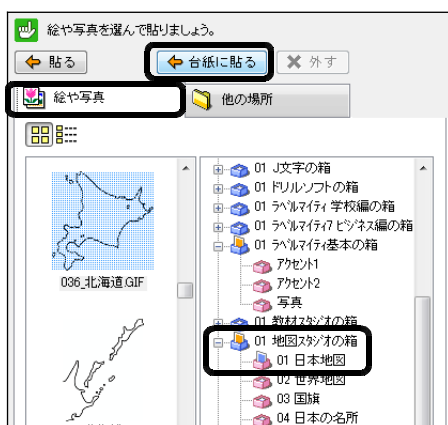 絵や写真を選んで貼りましょう。
貼る 台紙に貼る 外す
絵や写真 他の場所
01 J文字の箱
01 ドリルソフトの箱
01 ラベルマイティ 学校編の箱
01 ラベルマイティ7 ビジネス編の箱
01 ラベルマイティ基本の箱
アクセント1
アクセント2
写真
01 教材スタジオの箱
01 地図スタジオの箱
01 日本地図
02 世界地図
03 国旗
04 日本の名所
036_北海道.GIF